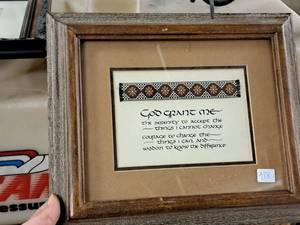 God grant me
the serenity to accept the
things I cannot change
courage to change the
things I can, and
wisdom to know the difference